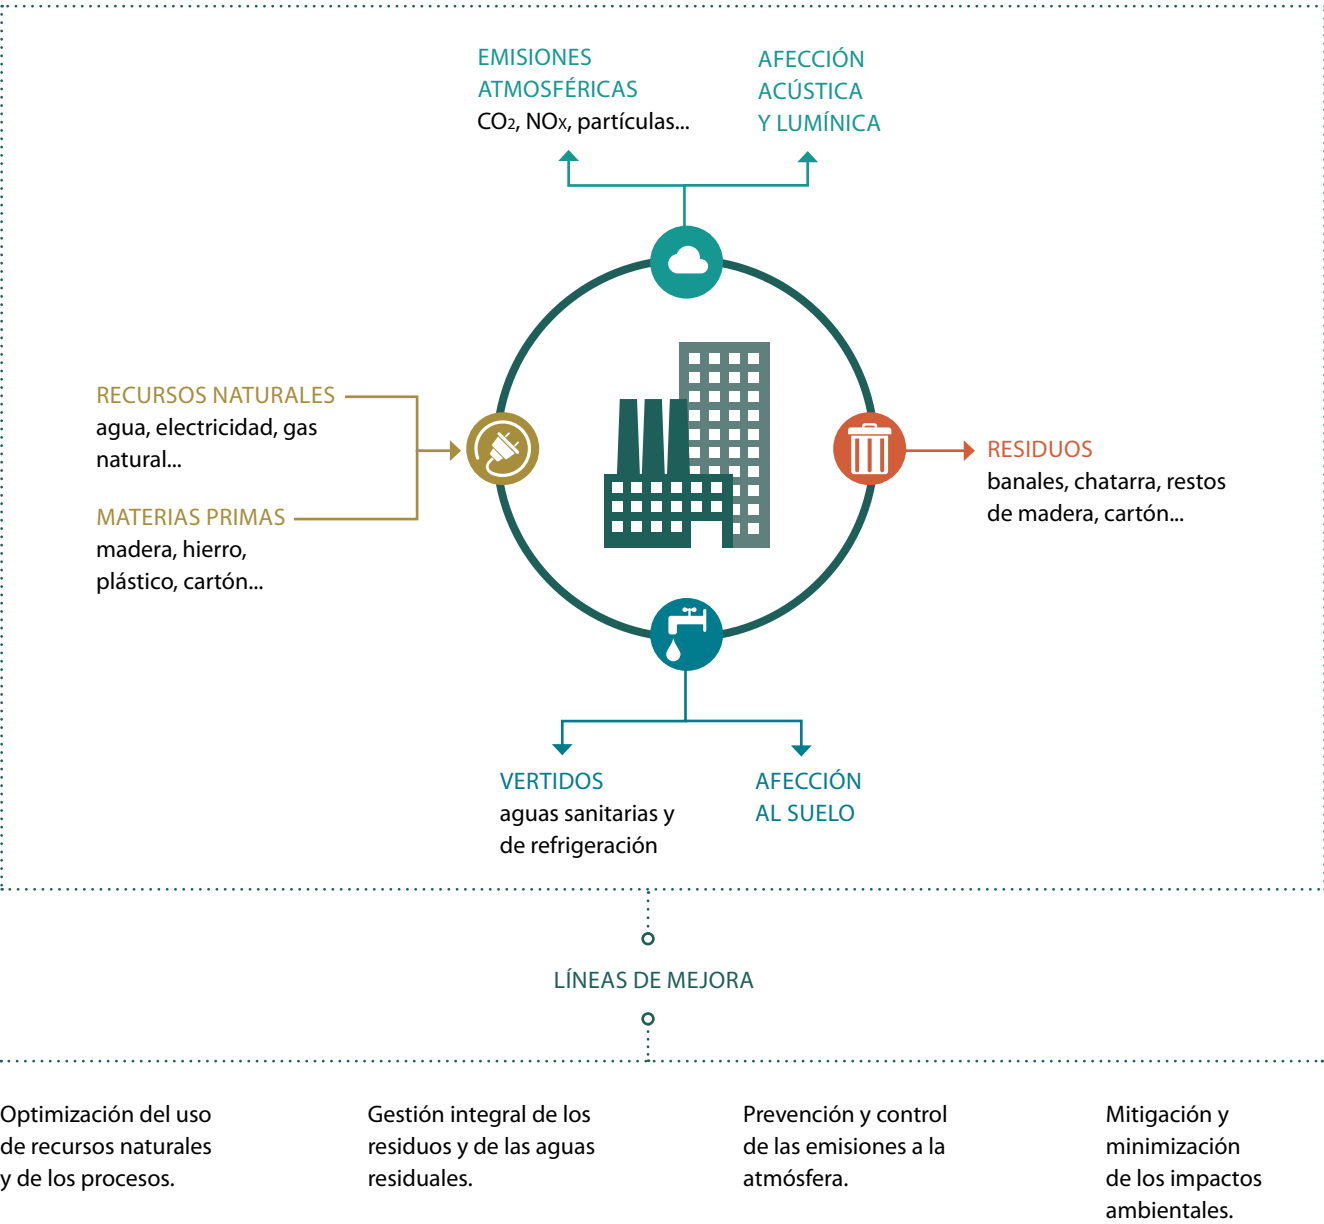 EMISIONES
ATMOSFÉRICAS
CO2, NOX, partículas...
AFECCIÓN
ACÚSTICA
Y LUMÍNICA
RECURSOS NATURALES
agua, electricidad, gas
natural...
MATERIAS PRIMAS
madera, hierro,
plástico, cartón...
RESIDUOS
banales, chatarra, restos
de madera, cartón...
VERTIDOS
aguas sanitarias y
de refrigeración
AFECCIÓN
AL SUELO
LÍNEAS DE MEJORA
Optimización del uso
de recursos naturales
y de los procesos.
Gestión integral de los
residuos y de las aguas
residuales.
Prevención y control
de las emisiones a la
atmósfera.
Mitigación y
minimización
de los impactos
ambientales.